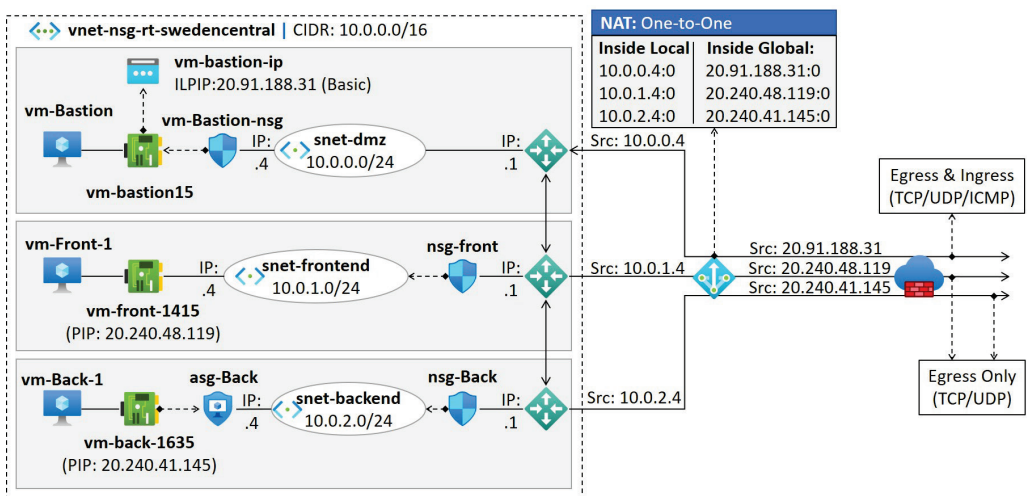 vnet-nsg-rt-swedencentral | CIDR: 10.0.0.0/16
vm-bastion-ip
ILPIP:20.91.188.31 (Basic)
vm-Bastion
vm-Bastion-nsg
IP:
.4
snet-dmz
10.0.0.0/24
IP:
.1
vm-bastion15
vm-Front-1
IP:
.4
snet-frontend
10.0.1.0/24
nsg-front
IP:
.1
vm-front-1415
(PIP: 20.240.48.119)
vm-Back-1
asg-Back
IP:
.4
snet-backend
10.0.2.0/24
nsg-Back
IP:
.1
vm-back-1635
(PIP: 20.240.41.145)
NAT: One-to-One
Inside Local Inside Global:
10.0.0.4:0 20.91.188.31:0
10.0.1.4:0 20.240.48.119:0
10.0.2.4:0 20.240.41.145:0
Src: 10.0.0.4
Src: 10.0.1.4
Src: 10.0.2.4
Src: 20.91.188.31
Src: 20.240.48.119
Src: 20.240.41.145
Egress & Ingress
(TCP/UDP/ICMP)
Egress Only
(TCP/UDP)